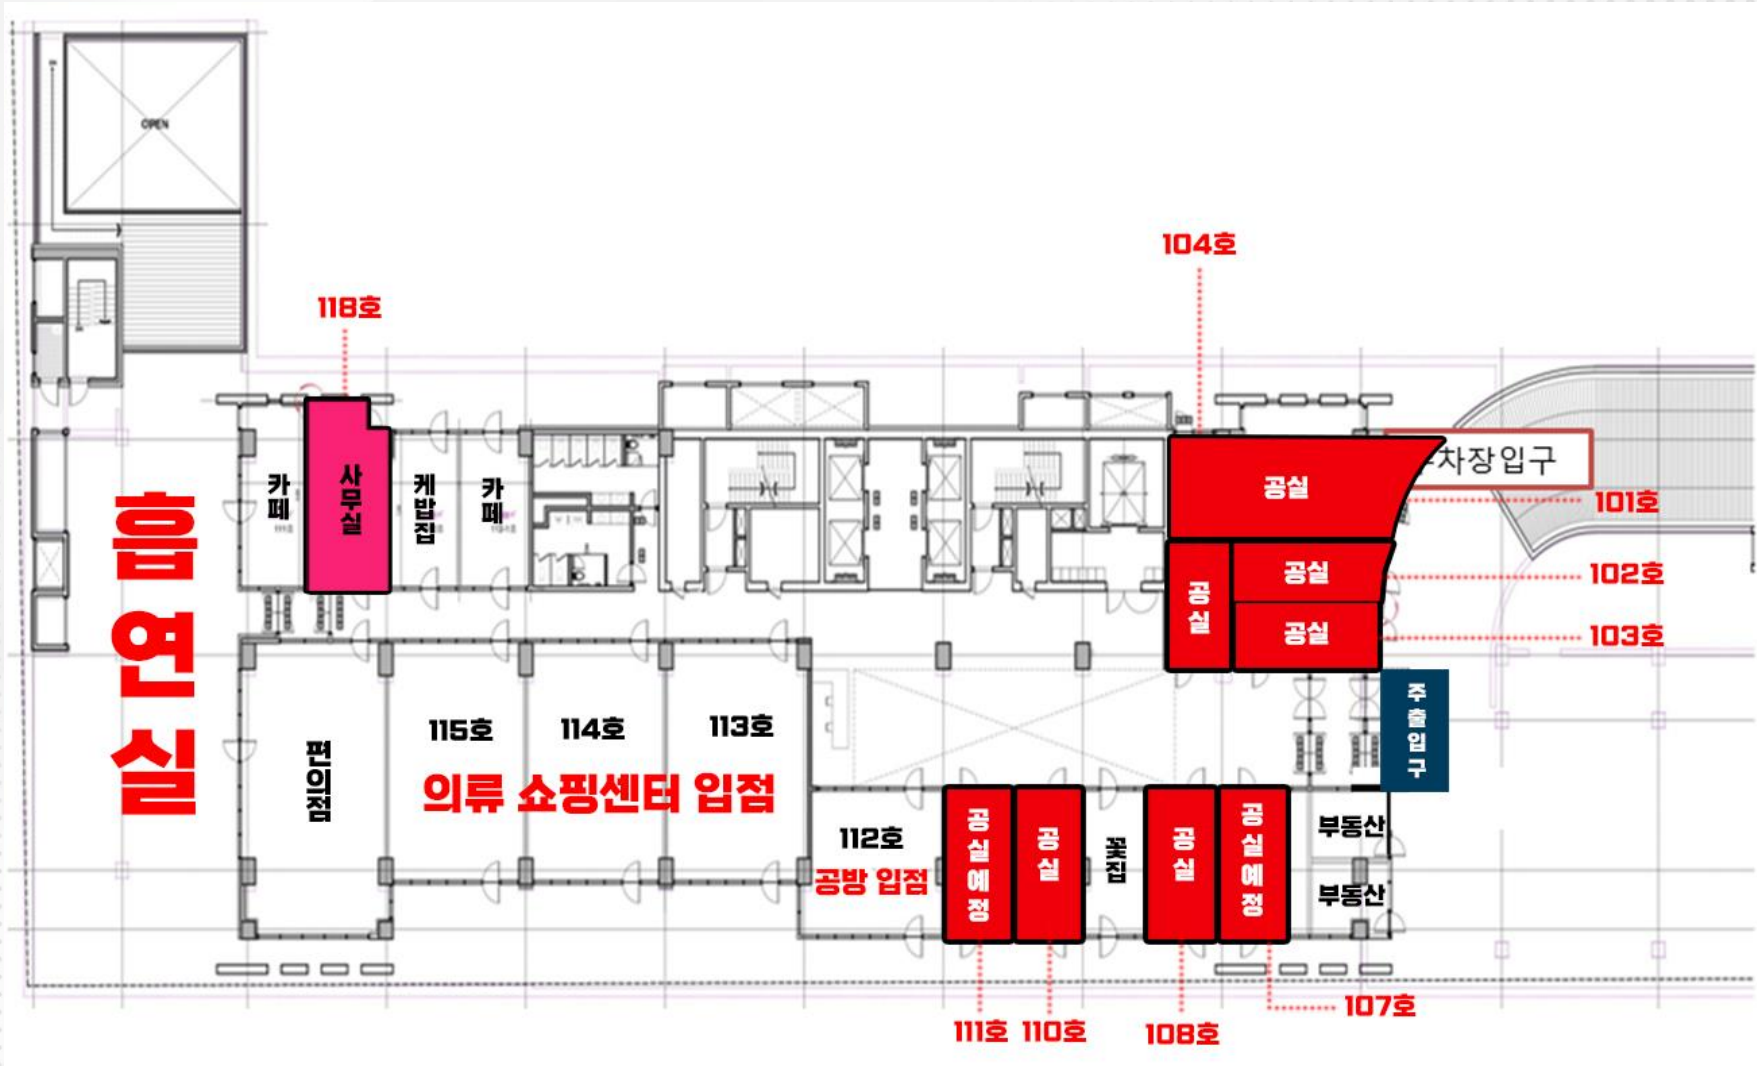 OPEN
104호
118호
주차장입구
공실
101호
카페
사무실
케밥집
카페
흡연실
공실
공실
102호
공실
103호
주출입구
115호
114호
113호
의류 쇼핑센터 입점
편의점
112호
공방 입점
공실예정
공실
꽃집
공실
공실예정
부동산
부동산
111호
110호
108호
107호